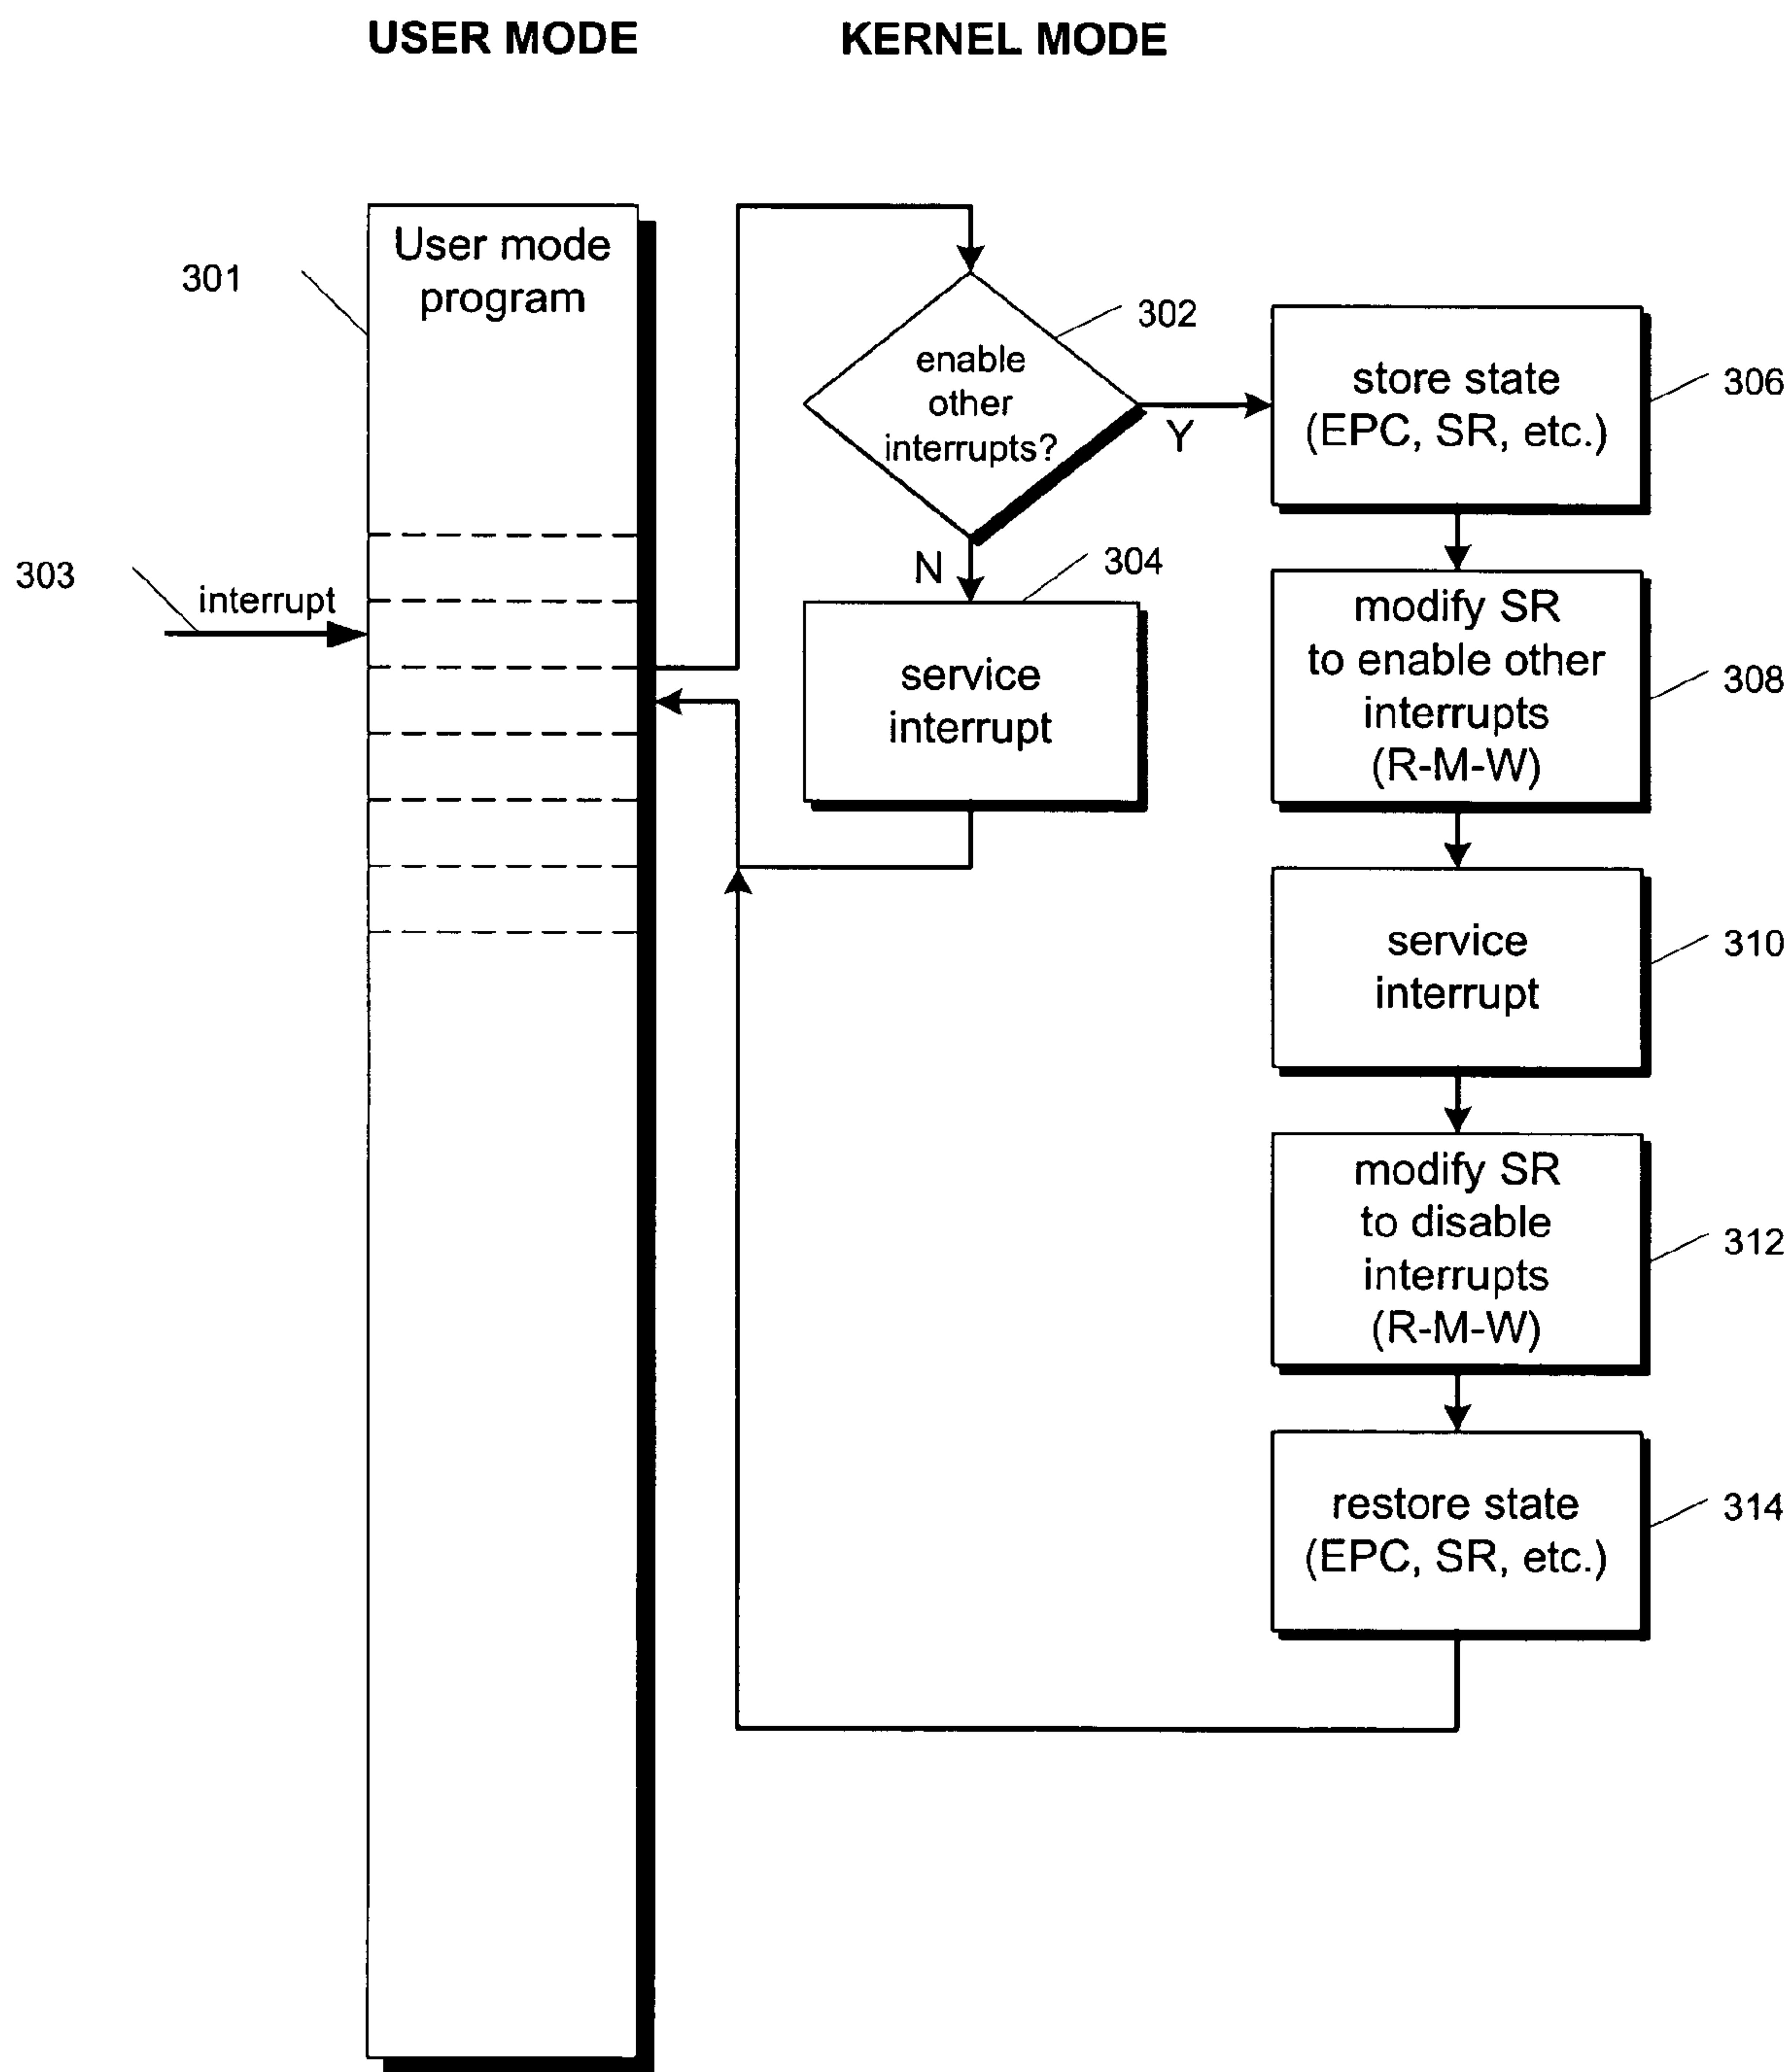 USER MODE
KERNEL MODE
User mode
program
301
303
interrupt
enable
other
interrupts?
302
Y
N
304
service
interrupt
store state
(EPC, SR, etc.)
306
modify SR
to enable other
interrupts
(R-M-W)
308
service
interrupt
310
modify SR
to disable
interrupts
(R-M-W)
312
restore state
(EPC, SR, etc.)
314